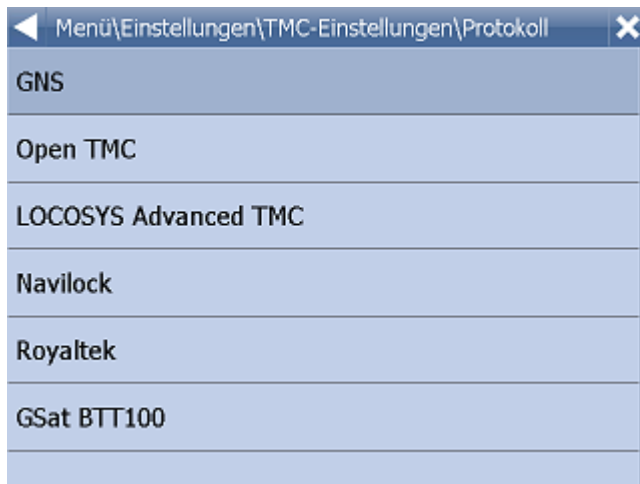 Menü\Einstellungen\TMC-Einstellungen\Protokoll
GNS
Open TMC
LOCOSYS Advanced TMC
Navilock
Royaltek
GSat BTT100